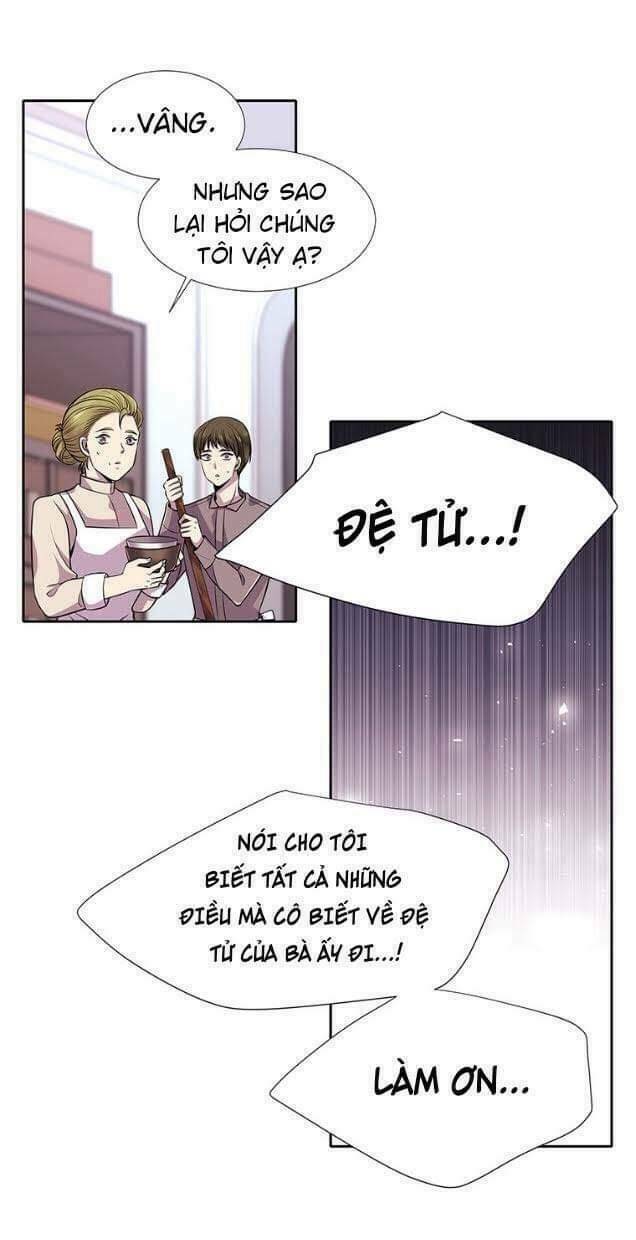 ...VÂNG.
NHƯNG SAO
LẠI HỎI CHÚNG
TÔI VẬY Ạ?
ĐỆ TỬ...!
NÓI CHO TÔI
BIẾT TẤT CẢ NHỮNG
ĐIỀU MÀ CÔ BIẾT VỀ ĐỆ
TỬ CỦA BÀ ẤY ĐI...!
LÀM ƠN...